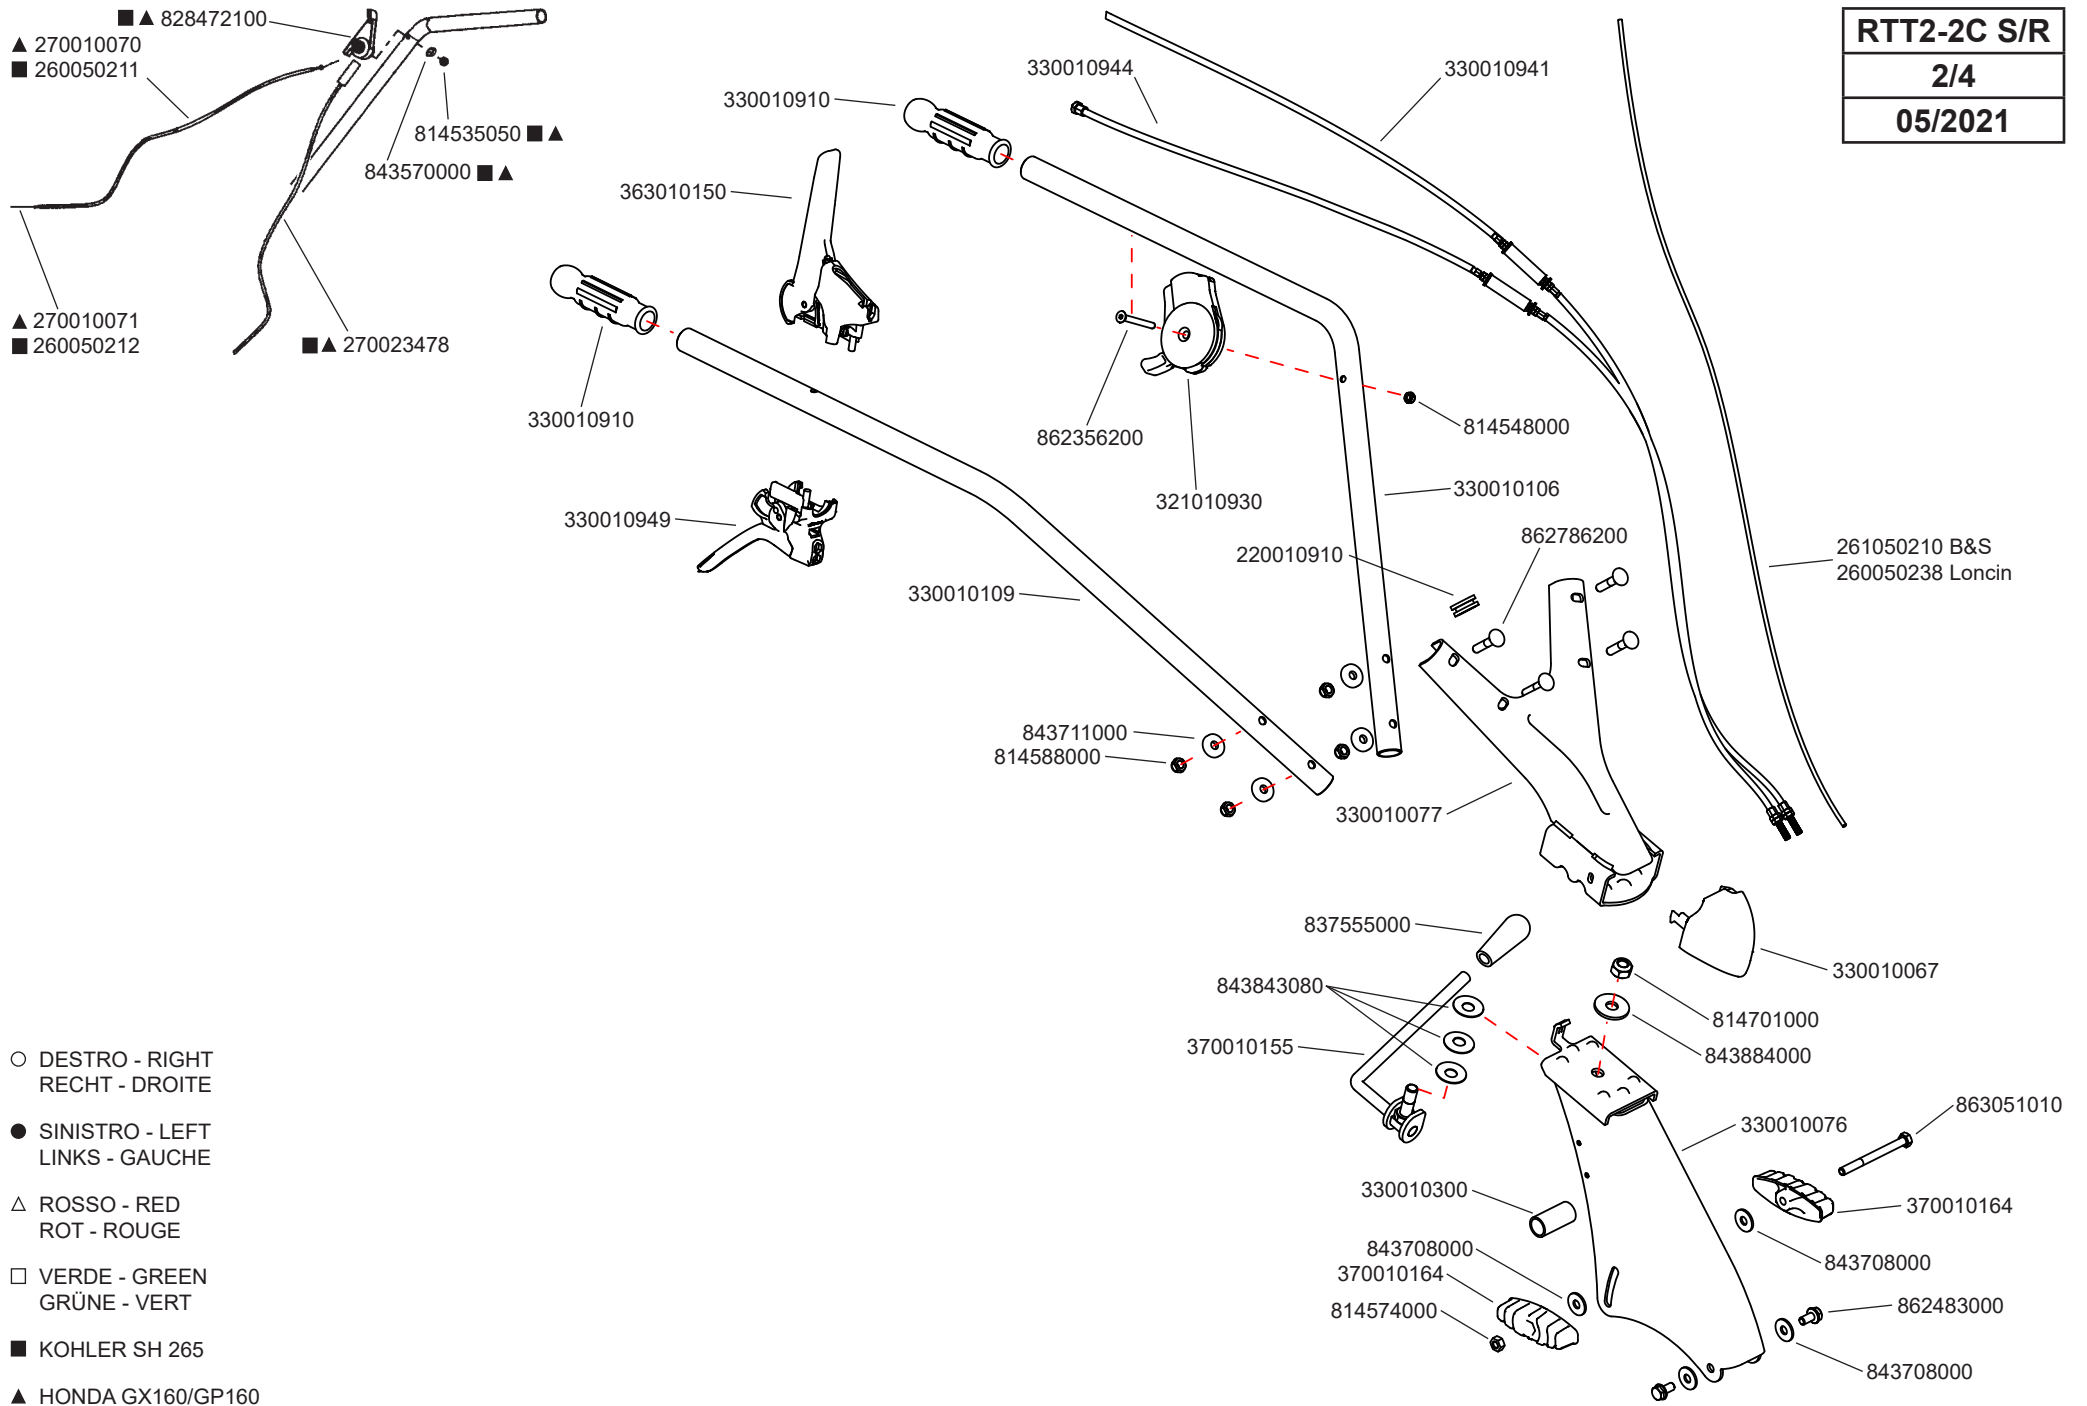 ■ ▲ 828472100
▲ 270010070
■ 260050211
814535050 ■ ▲
843570000 ■ ▲
▲ 270010071
■ 260050212
■ ▲ 270023478
RTT2-2C S/R
2/4
05/2021
330010944
330010941
330010910
363010150
330010910
862356200
814548000
321010930
330010106
330010949
862786200
220010910
261050210 B&S
260050238 Loncin
330010109
843711000
814588000
330010077
837555000
330010067
843843080
814701000
370010155
843884000
863051010
330010076
330010300
370010164
843708000
843708000
370010164
814574000
862483000
843708000
○ DESTRO - RIGHT
RECHT - DROITE
● SINISTRO - LEFT
LINKS - GAUCHE
△ ROSSO - RED
ROT - ROUGE
□ VERDE - GREEN
GRÜNE - VERT
■ KOHLER SH 265
▲ HONDA GX160/GP160